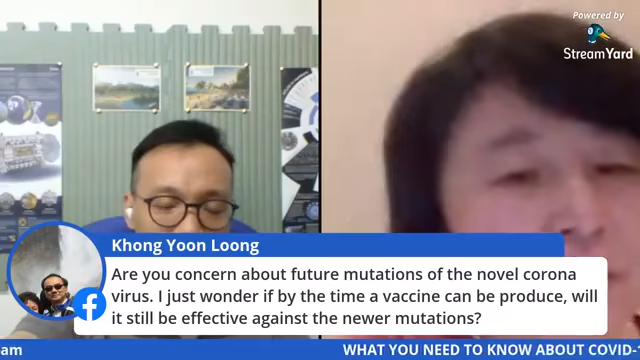 Powered by
StreamYard
Khong Yoon Loong
Are you concern about future mutations of the novel corona
virus. I just wonder if by the time a vaccine can be produce, will
it still be effective against the newer mutations?
am
WHAT YOU NEED TO KNOW ABOUT COVID-1